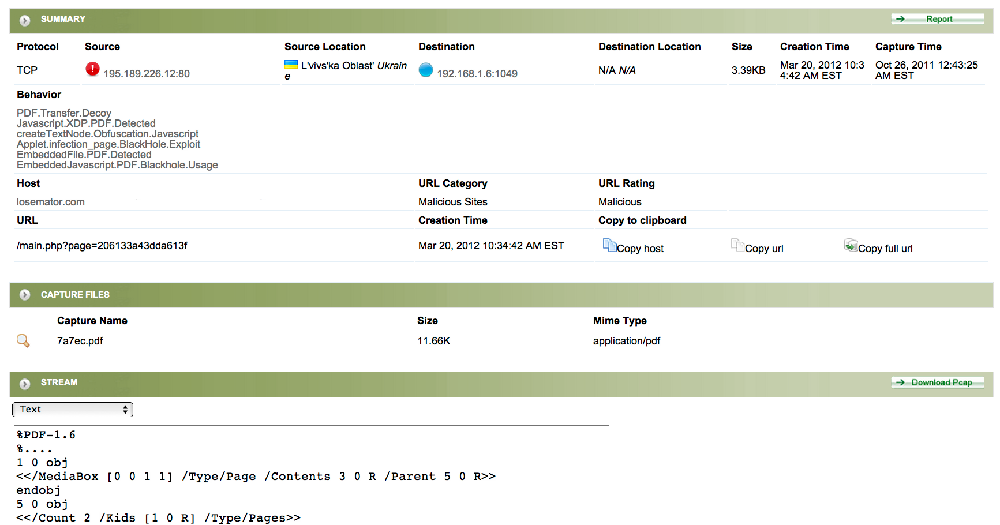 SUMMARY
Report
Protocol Source Source Location Destination Destination Location Size Creation Time Capture Time
TCP 195.189.226.12:80 L'vivs'ka Oblast' Ukrain
e
192.168.1.6:1049 N/A N/A 3.39KB Mar 20, 2012 10:3
4:42 AM EST
Oct 26, 2011 12:43:25
AM EST
Behavior
PDF.Transfer.Decoy
Javascript.XDP.PDF.Detected
createTextNode.Obfuscation.Javascript
Applet.infection_page.BlackHole.Exploit
EmbeddedFile.PDF.Detected
EmbeddedJavascript.PDF.Blackhole.Usage
Host URL Category URL Rating
losemator.com Malicious Sites Malicious
URL Creation Time Copy to clipboard
/main.php?page=206133a43dda613f Mar 20, 2012 10:34:42 AM EST Copy host Copy url Copy full url
CAPTURE FILES
Capture Name Size Mime Type
7a7ec.pdf 11.66K application/pdf
STREAM
Download Pcap
Text
%PDF-1.6
%....
1 0 obj
<</MediaBox [0 0 1 1] /Type/Page /Contents 3 0 R /Parent 5 0 R>>
endobj
5 0 obj
<</Count 2 /Kids [1 0 R] /Type/Pages>>